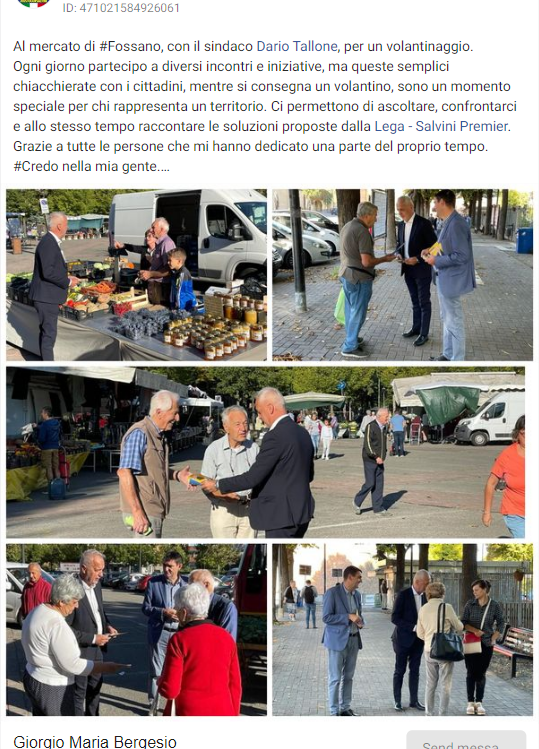 ID: 471021584926061
Al mercato di #Fossano, con il sindaco Dario Tallone, per un volantinaggio.
Ogni giorno partecipo a diversi incontri e iniziative, ma queste semplici
chiacchierate con i cittadini, mentre si consegna un volantino, sono un momento
speciale per chi rappresenta un territorio. Ci permettono di ascoltare, confrontarci
e allo stesso tempo raccontare le soluzioni proposte dalla Lega - Salvini Premier.
Grazie a tutte le persone che mi hanno dedicato una parte del proprio tempo.
#Credo nella mia gente....
Giorgio Maria Bergesio
Send messa